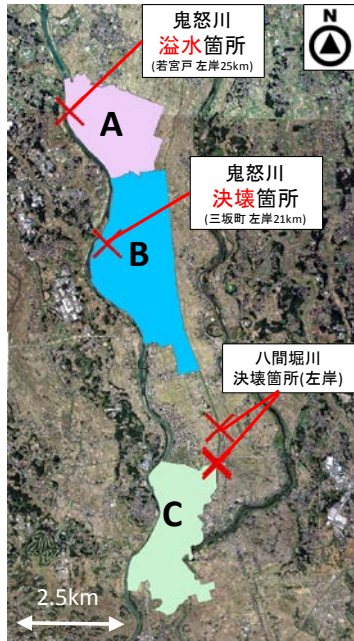 鬼怒川
溢水箇所
(若宮戸 左岸25km)
N
A
鬼怒川
決壊箇所
(三坂町 左岸21km)
B
八間堀川
決壊箇所(左岸)
C
2.5km